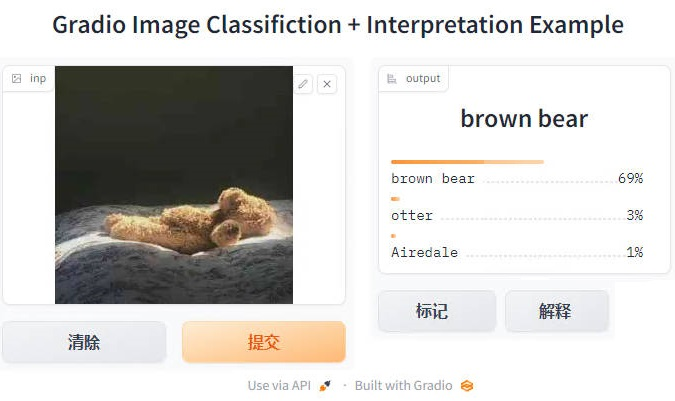 Gradio Image Classifiction + Interpretation Example
inp
output
brown bear
brown bear 69%
otter 3%
Airedale 1%
清除
提交
标记
解释
Use via API · Built with Gradio